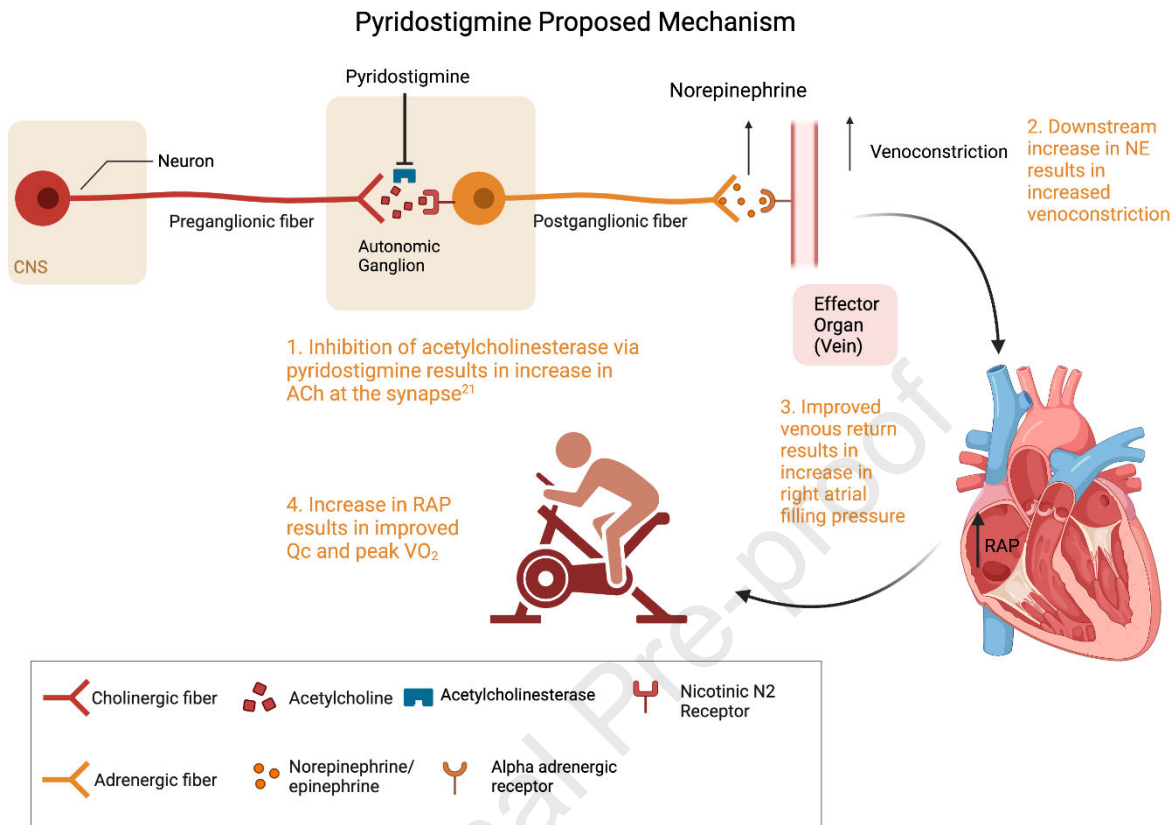 Pyridostigmine Proposed Mechanism
Pyridostigmine
Norepinephrine
Neuron
Venoconstriction
2. Downstream
increase in NE
results in
increased
venoconstriction
Preganglionic fiber
Postganglionic fiber
Autonomic
Ganglion
CNS
Effector
Organ
(Vein)
1. Inhibition of acetylcholinesterase via
pyridostigmine results in increase in
ACh at the synapse²¹
3. Improved
venous return
results in
increase in
right atrial
filling pressure
4. Increase in RAP
results in improved
Qc and peak VO₂
RAP
Cholinergic fiber
Acetylcholine
Acetylcholinesterase
Nicotinic N2
Receptor
Adrenergic fiber
Norepinephrine/
epinephrine
Alpha adrenergic
receptor
al Pre-proof